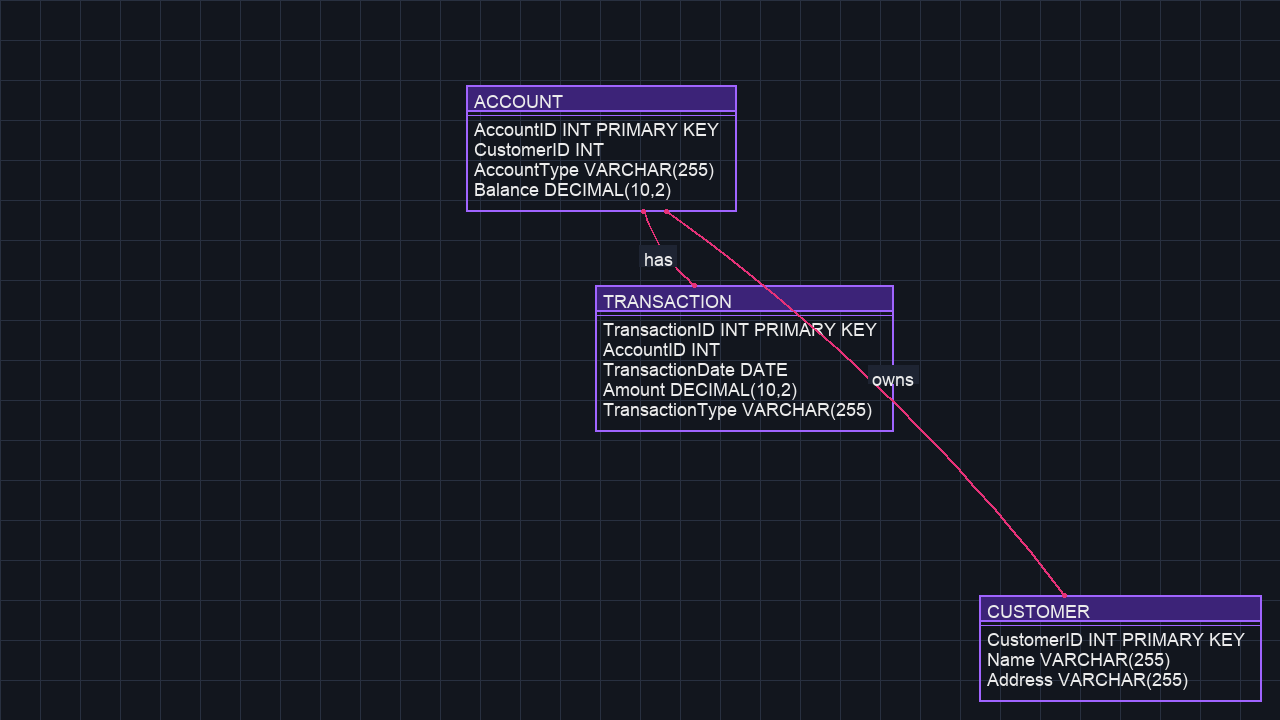 ACCOUNT
AccountID INT PRIMARY KEY
CustomerID INT
AccountType VARCHAR(255)
Balance DECIMAL(10,2)
has
TRANSACTION
TransactionID INT PRIMARY KEY
AccountID INT
TransactionDate DATE
Amount DECIMAL(10,2)
TransactionType VARCHAR(255)
owns
CUSTOMER
CustomerID INT PRIMARY KEY
Name VARCHAR(255)
Address VARCHAR(255)